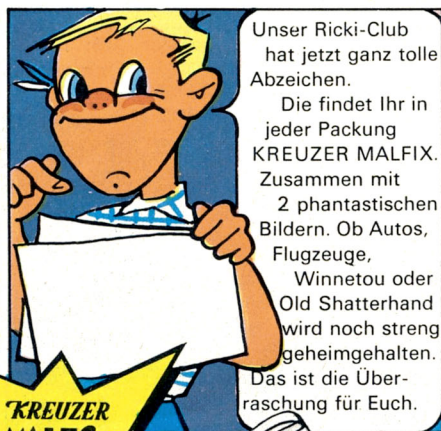 Unser Ricki-Club
hat jetzt ganz tolle
Abzeichen.
Die findet Ihr in
jeder Packung
KREUZER MALFIX.
Zusammen mit
2 phantastischen
Bildern. Ob Autos,
Flugzeuge,
Winnetou oder
Old Shatterhand
wird noch streng
geheimgehalten.
Das ist die Über-
raschung für Euch.
KREUZER